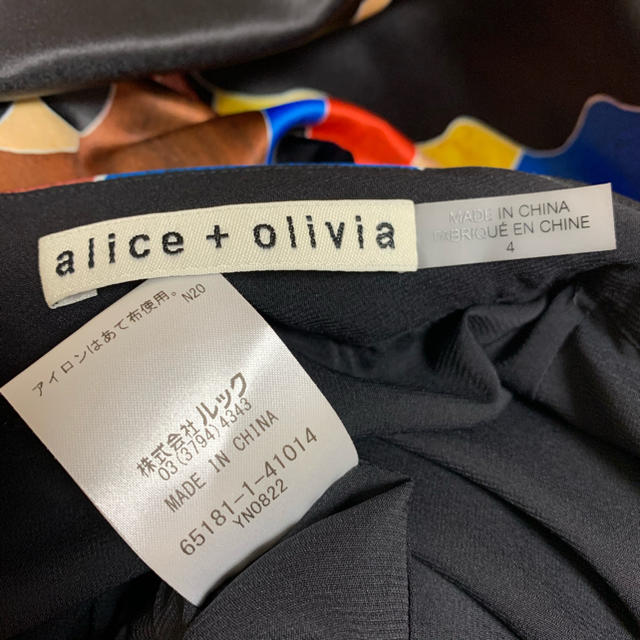 alice + olivia
MADE IN CHINA
FABRIQUÉ EN CHINE
4
アイロンはあて布使用。 N20
株式会社ルック
03(3794)4343
MADE IN CHINA
65181-1-41014
YN0822